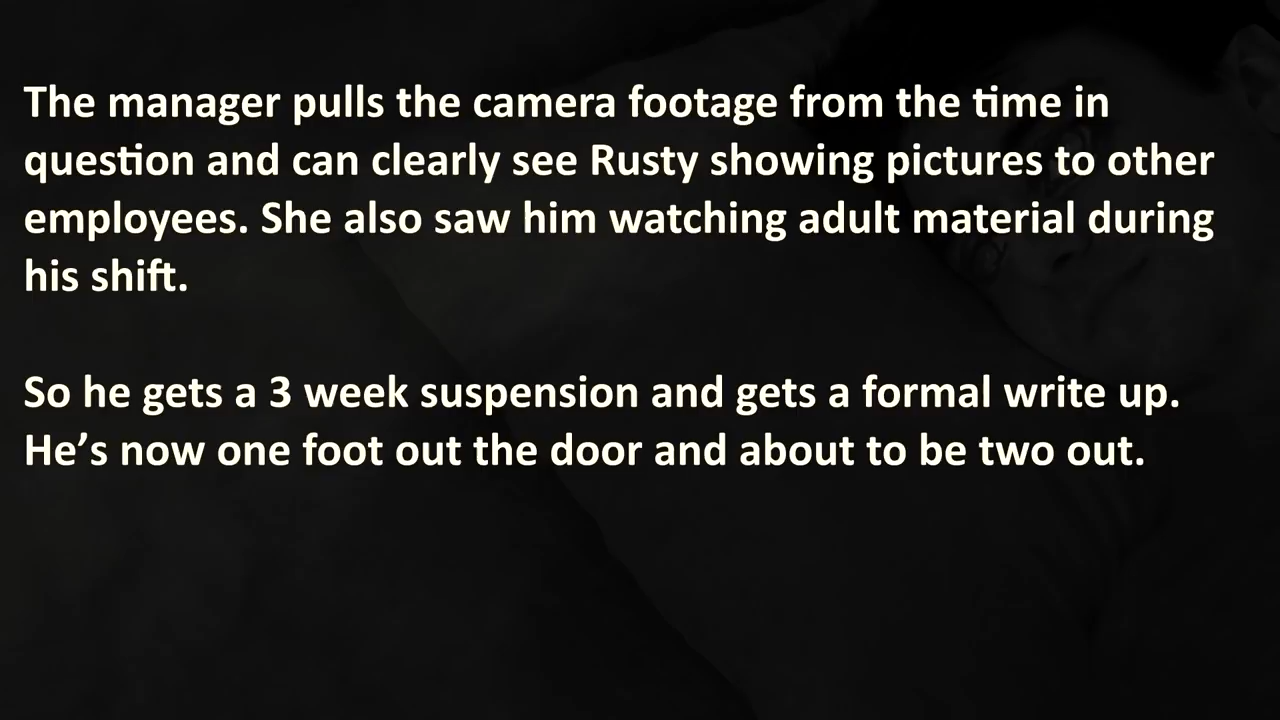 The manager pulls the camera footage from the time in
question and can clearly see Rusty showing pictures to other
employees. She also saw him watching adult material during
his shift.
So he gets a 3 week suspension and gets a formal write up.
He’s now one foot out the door and about to be two out.